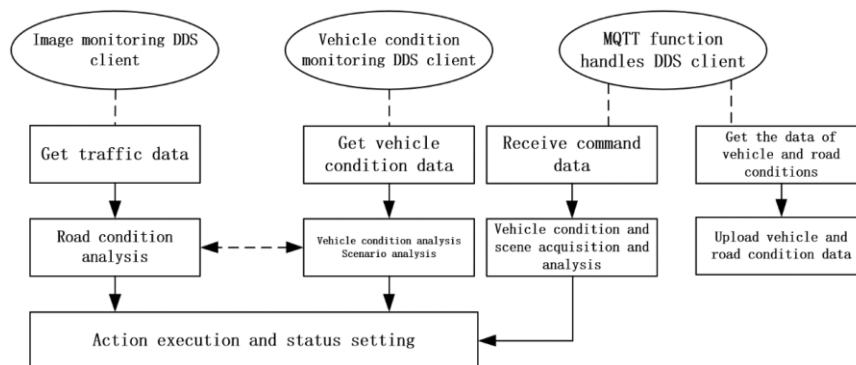 Image monitoring DDS
client
Vehicle condition
monitoring DDS client
MQTT function
handles DDS client
Get traffic data
Get vehicle
condition data
Receive command
data
Get the data of
vehicle and road
conditions
Road condition
analysis
Vehicle condition analysis
Scenario analysis
Vehicle condition and
scene acquisition and
analysis
Upload vehicle and
road condition data
Action execution and status setting